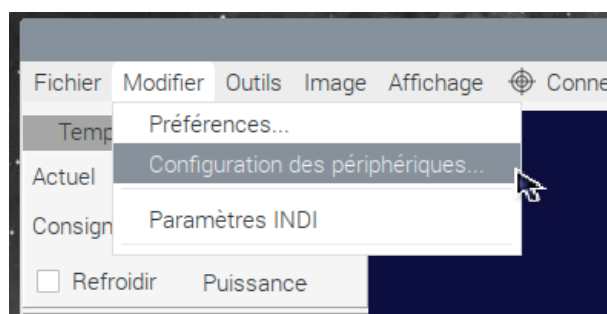 Fichier Modifier Outils Image Affichage Conne
Temp
Préférences...
Configuration des périphériques...
Actuel
Paramètres INDI
Consign
Refroidir Puissance